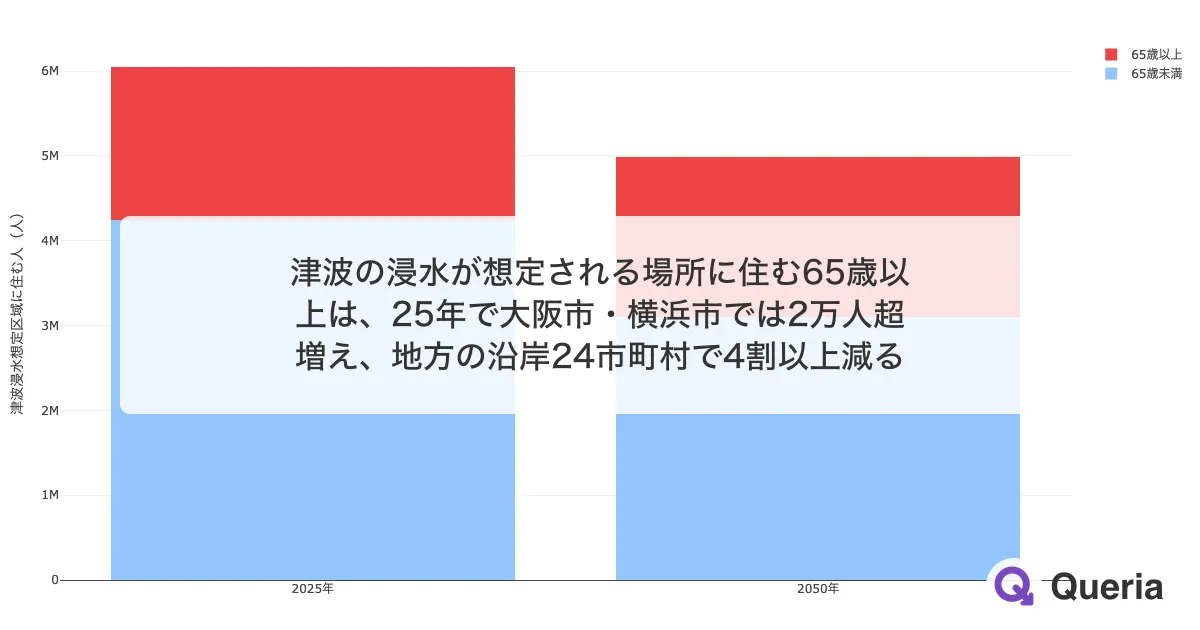 65歳以上
65歳未満
6M
5M
4M
3M
2M
1M
0
津波浸水想定区域に住む人（人）
津波の浸水が想定される場所に住む65歳以
上は、25年で大阪市・横浜市では2万人超
増え、地方の沿岸24市町村で4割以上減る
2025年
2050年
Queria